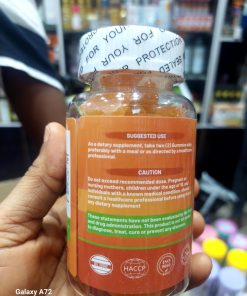 FOR YOUR PROTECTION
SUGGESTED USE
As a dietary supplement, take two (2) Gummies daily
preferably with a meal or as directed by a healthcare
professional.
CAUTION
Do not exceed recommended dose. Pregnant or
nursing mothers, children under the age of 18, and
individuals with a known medical condition should
consult a healthcare professional before using this or
any dietary supplement
These statements have not been evaluated by the food
and drug administration. This product is not intended
to diagnose, treat, cure or prevent any disease.
HACCP
Galaxy A72